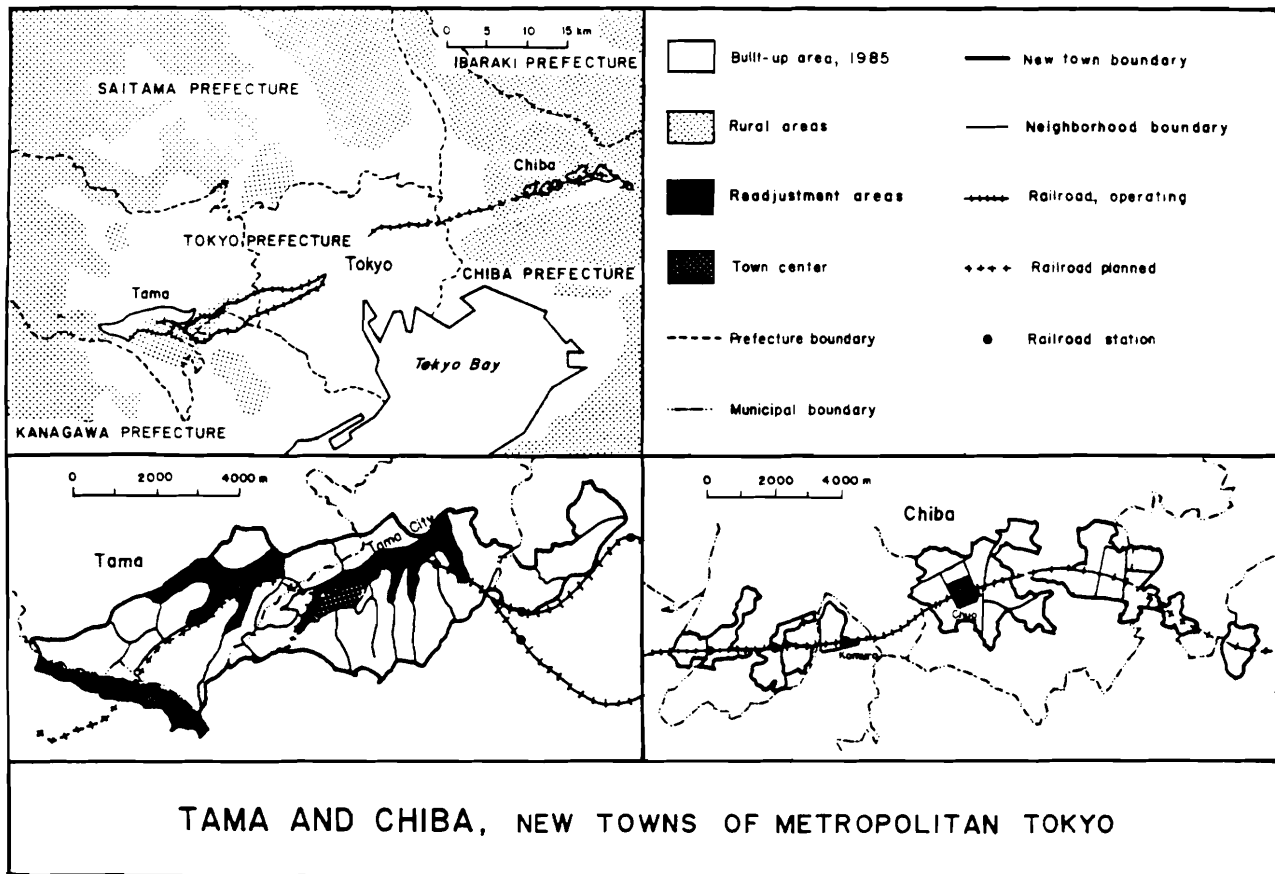 0 5 10 15 km
IBARAKI PREFECTURE
SAITAMA PREFECTURE
Chiba
TOKYO PREFECTURE
Tokyo
CHIBA PREFECTURE
Tama
Tokyo Bay
KANAGAWA PREFECTURE
Built-up area, 1985
Rural areas
Readjustment areas
Town center
Prefecture boundary
Municipal boundary
New town boundary
Neighborhood boundary
Railroad, operating
Railroad planned
Railroad station
0 2000 4000 m
Tama
Tama City
0 2000 4000 m
Chiba
Komuro
TAMA AND CHIBA, NEW TOWNS OF METROPOLITAN TOKYO